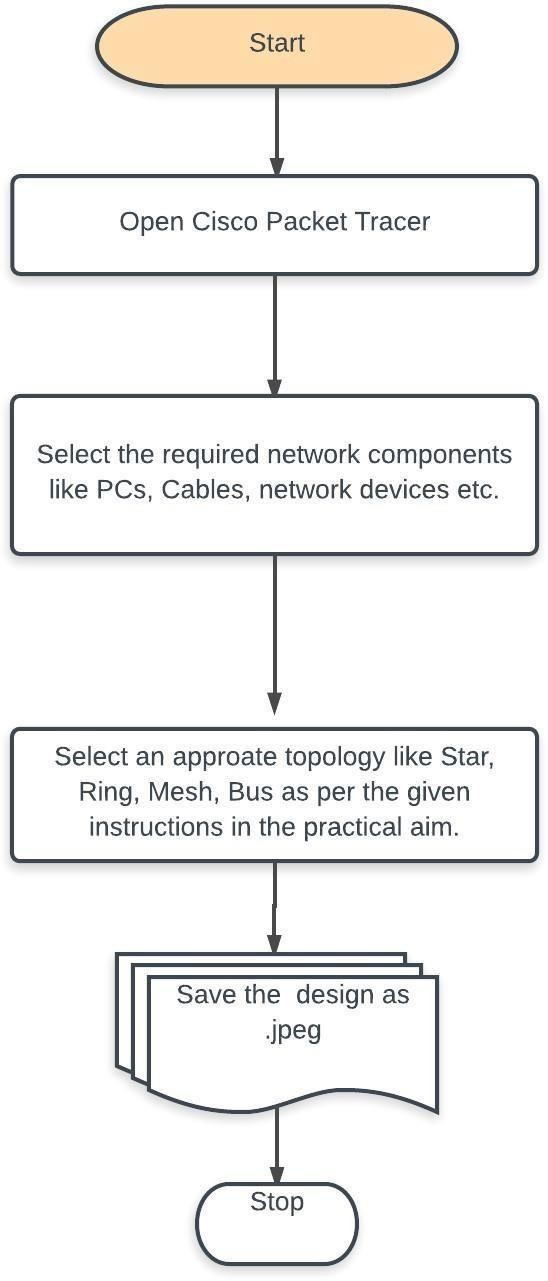 Start
Open Cisco Packet Tracer
Select the required network components
like PCs, Cables, network devices etc.
Select an approate topology like Star,
Ring, Mesh, Bus as per the given
instructions in the practical aim.
Save the  design as
.jpeg
Stop